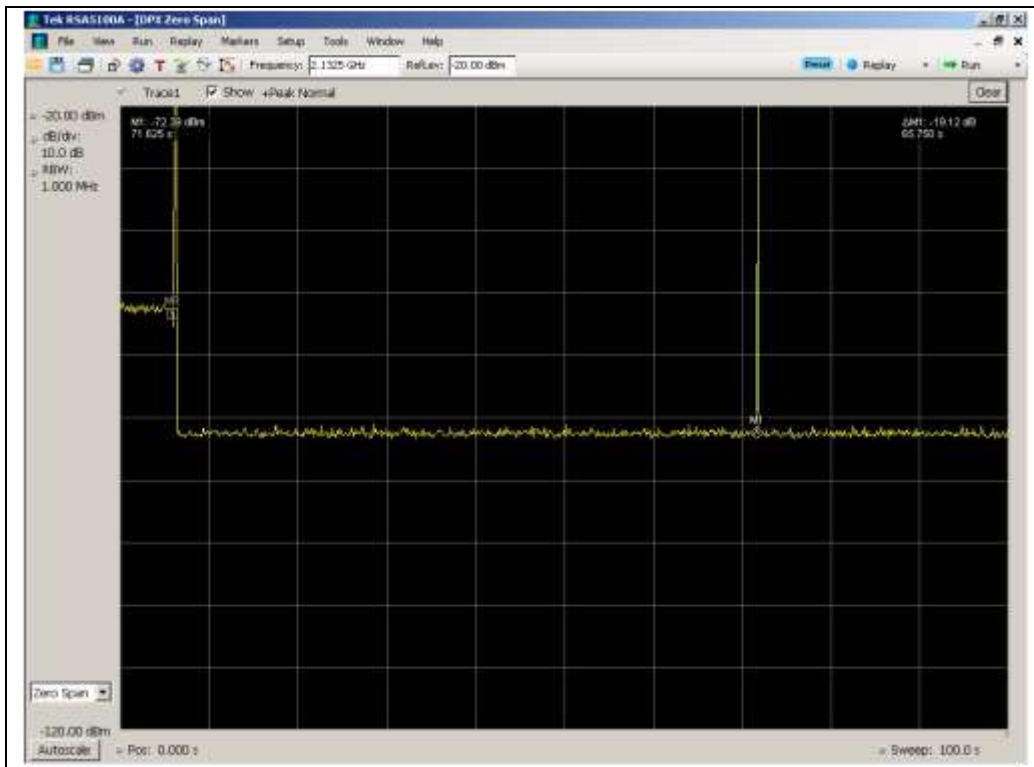 Tek RSA5100A - [DPX Zero Span]
File View Run Replay Markers Setup Tools Window Help
Frequency: 2.1325 GHz RefLev: -20.00 dBm Preset Replay Run
Trace1 Show +Peak Normal Clear
-20.00 dBm
dB/div:
10.0 dB
RBW:
1.000 MHz
M1: -72.39 dBm
71.625 s
ΔM1: -19.12 dB
65.750 s
M1
Zero Span
-120.00 dBm
Autoscale Pos: 0.000 s Sweep: 100.0 s